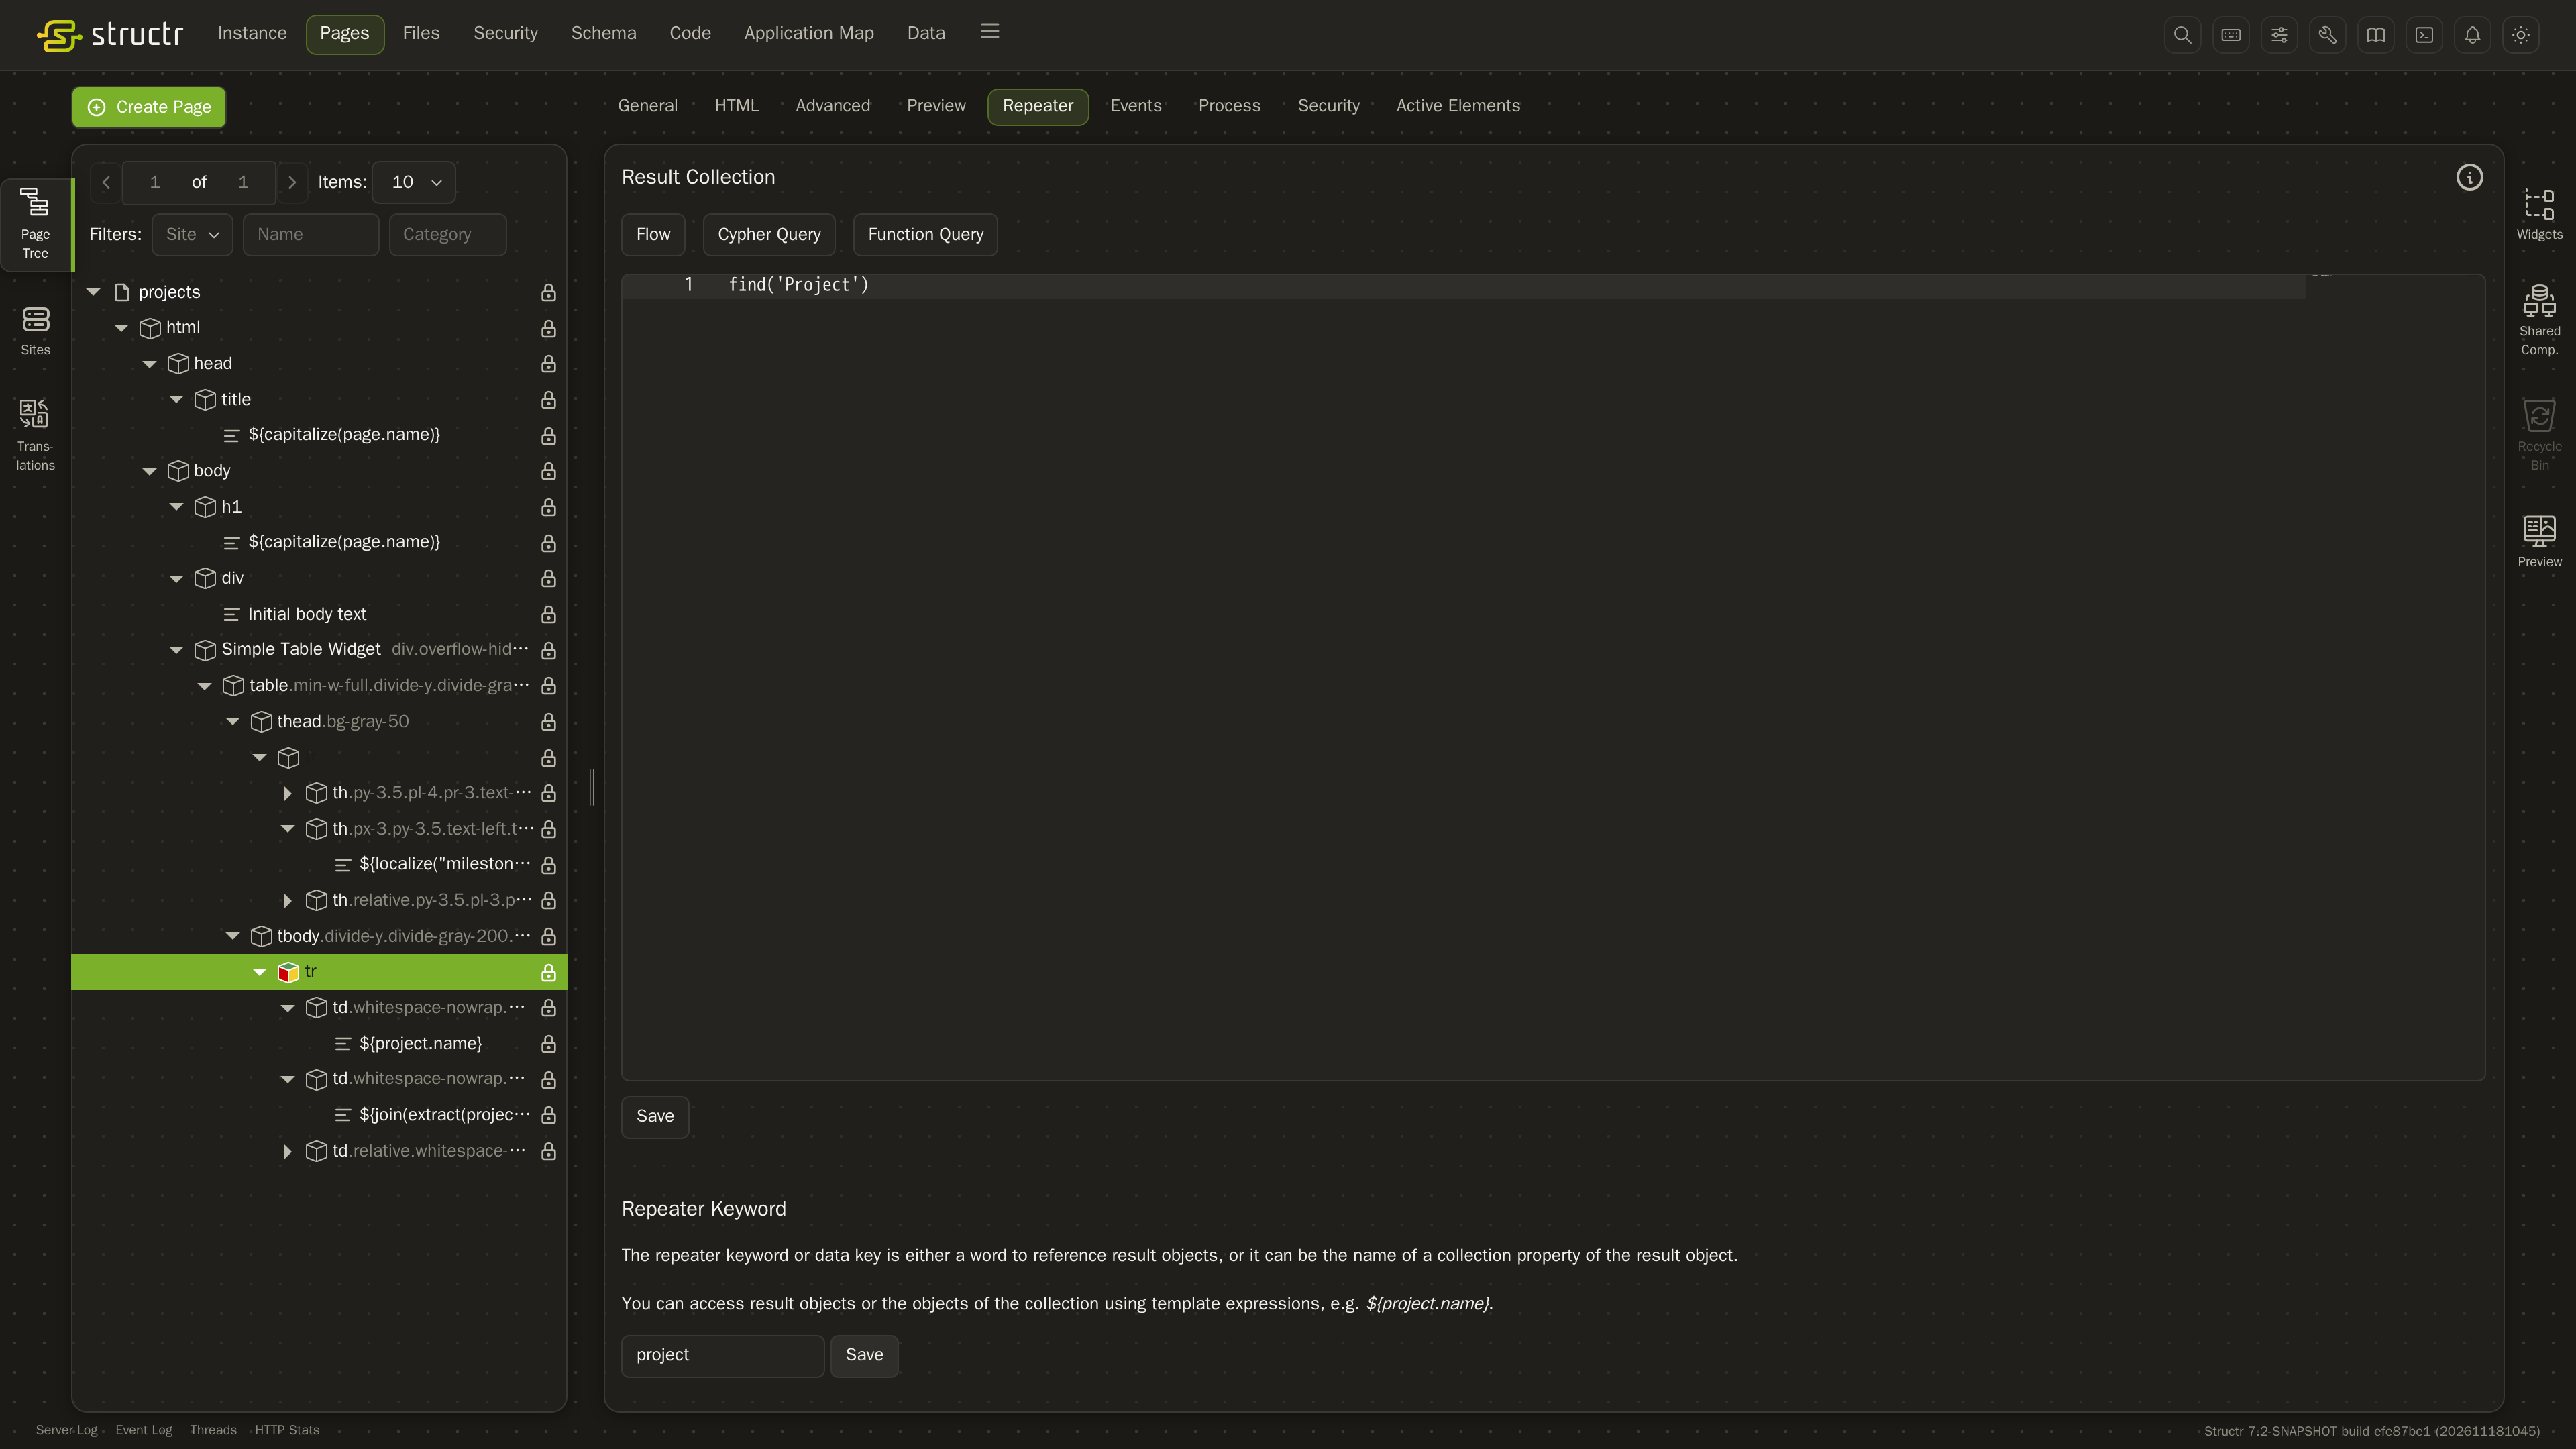 structr
Instance
Pages
Files
Security
Schema
Code
Application Map
Data
Create Page
General
HTML
Advanced
Preview
Repeater
Events
Process
Security
Active Elements
Page
Tree
Sites
Trans-
lations
1 of 1
Items: 10
Filters: Site Name Category
projects
html
head
title
${capitalize(page.name)}
body
h1
${capitalize(page.name)}
div
Initial body text
Simple Table Widget div.overflow-hid···
table.min-w-full.divide-y.divide-gra···
thead.bg-gray-50
th.py-3.5.pl-4.pr-3.text-···
th.px-3.py-3.5.text-left.t···
${localize("mileston···
th.relative.py-3.5.pl-3.p···
tbody.divide-y.divide-gray-200.···
tr
td.whitespace-nowrap.···
${project.name}
td.whitespace-nowrap.···
${join(extract(projec···
td.relative.whitespace-···
Result Collection
Flow
Cypher Query
Function Query
1 find('Project')
Save
Repeater Keyword
The repeater keyword or data key is either a word to reference result objects, or it can be the name of a collection property of the result object.
You can access result objects or the objects of the collection using template expressions, e.g. ${project.name}.
project
Save
Widgets
Shared
Comp.
Recycle
Bin
Preview
Server Log
Event Log
Threads
HTTP Stats
Structr 7.2-SNAPSHOT build efe87be1 (202611181045)